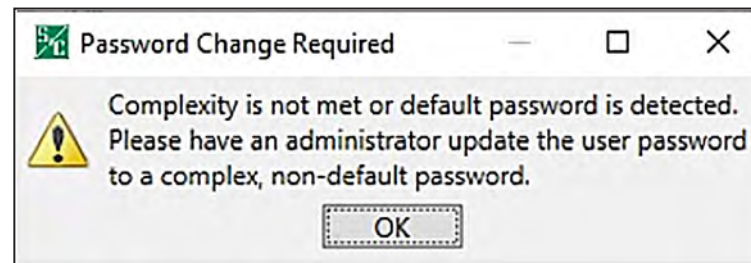 S/C Password Change Required
Complexity is not met or default password is detected.
Please have an administrator update the user password
to a complex, non-default password.
OK